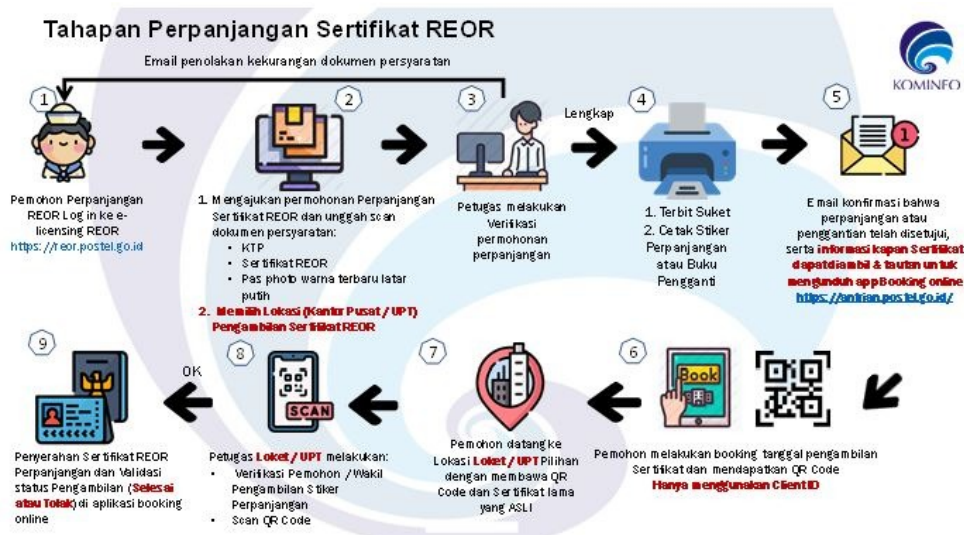 Tahapan Perpanjangan Sertifikat REOR
KOMINFO
Email penolakan kekurangan dokumen persyaratan
1
Pemohon Perpanjangan
REOR Log in ke e-
licensing REOR
https://reor.postel.go.id
2
1. Mengajukan permohonan Perpanjangan
Sertifikat REOR dan unggah scan
dokumen persyaratan:
• KTP
• Sertifikat REOR
• Pas photo warna terbaru latar
putih
2. Memilih Lokasi (Kantor Pusat / UPT)
Pengambilan Sertifikat REOR
3
Petugas melakukan
Verifikasi
permohonan
perpanjangan
Lengkap
4
1. Terbit Suket
2. Cetak Stiker
Perpanjangan
atau Buku
Pengganti
5
1
Email konfirmasi bahwa
perpanjangan atau
penggantian telah disetujui,
serta informasi kapan Sertifikat
dapat diambil & tautan untuk
mengunduh app Booking online
https://antrian.postel.go.id/
6
Book
Pemohon melakukan booking tanggal pengambilan
Sertifikat dan mendapatkan QR Code
Hanya menggunakan Client ID
7
Pemohon datang ke
Lokasi Loket / UPT Pilihan
dengan membawa QR
Code dan Sertifikat lama
yang ASLI
8
SCAN
Petugas Loket / UPT melakukan:
• Verifikasi Pemohon / Wakil
Pengambilan Stiker
Perpanjangan
• Scan QR Code
OK
9
Penyerahan Sertifikat REOR
Perpanjangan dan Validasi
status Pengambilan (Selesai
atau Tolak) di aplikasi booking
online